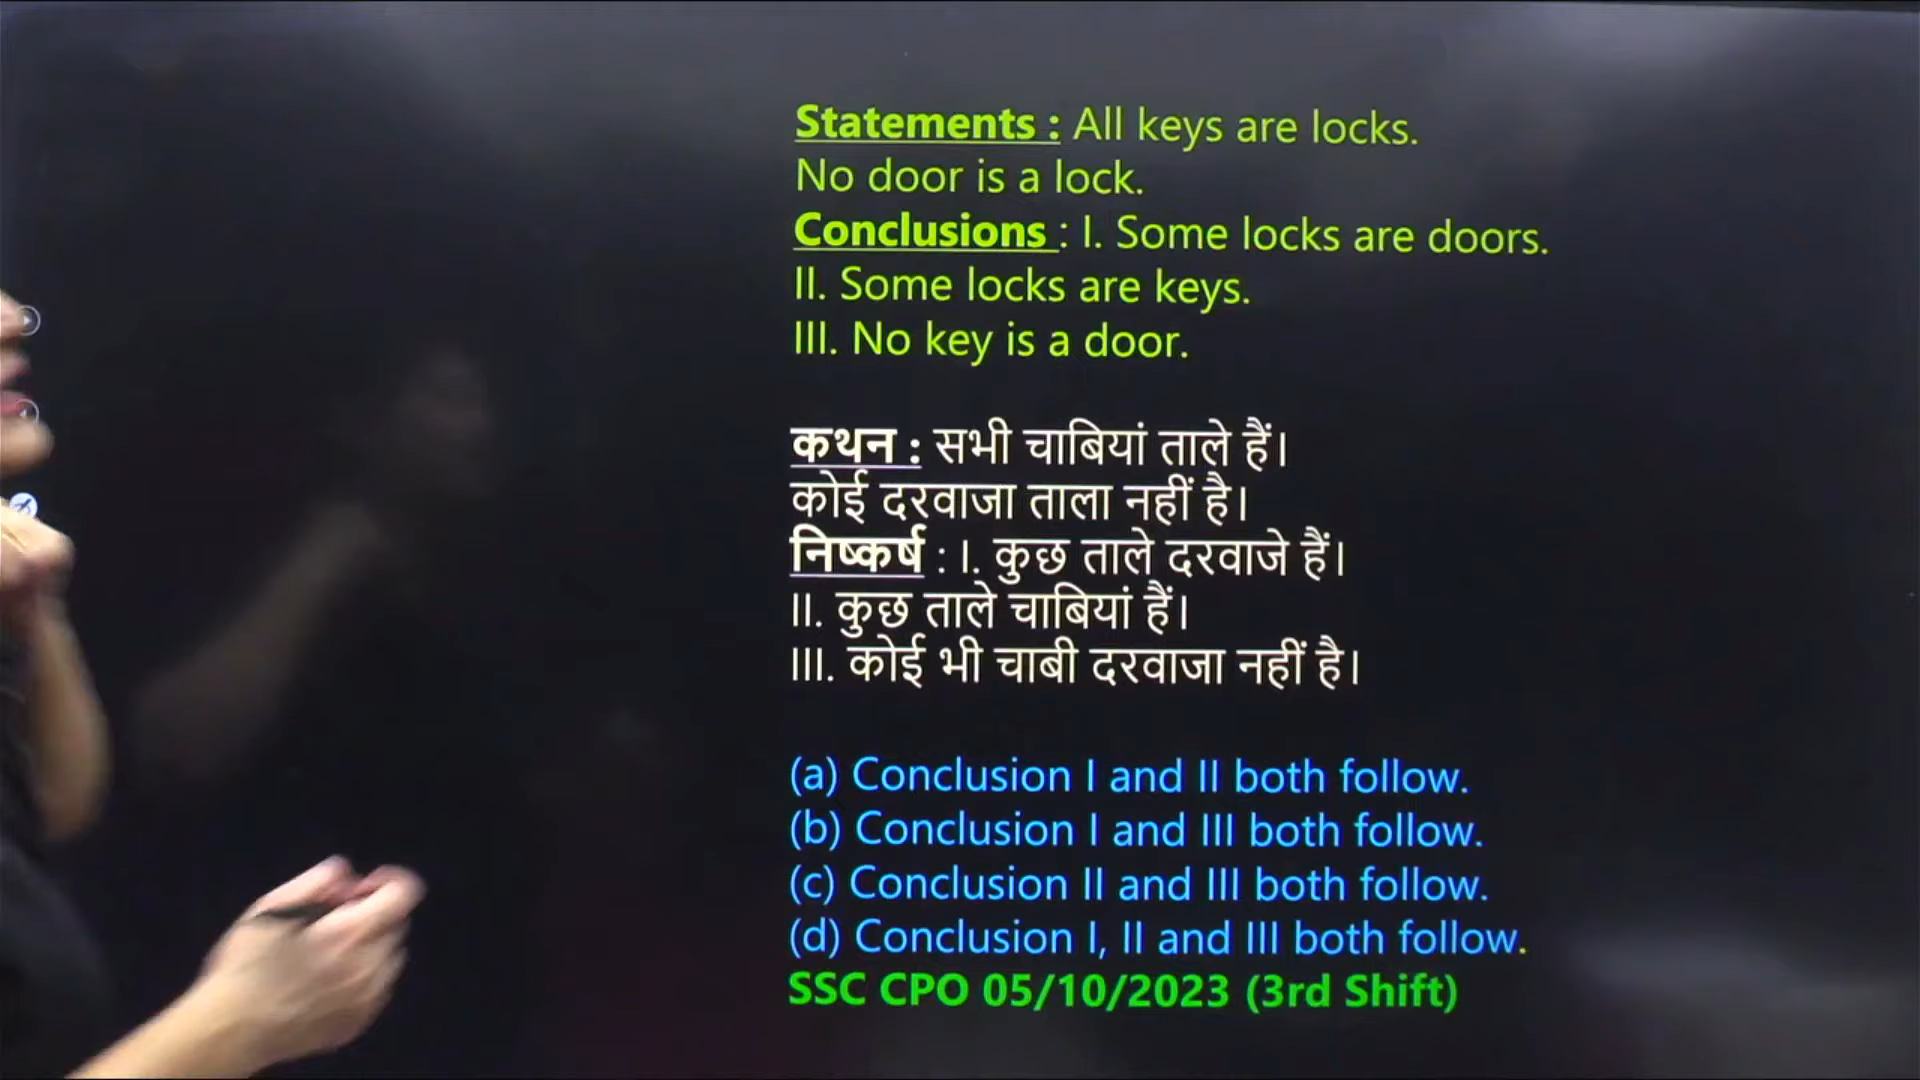 Statements : All keys are locks.
No door is a lock.
Conclusions : I. Some locks are doors.
II. Some locks are keys.
III. No key is a door.
कथन : सभी चाबियां ताले हैं।
कोई दरवाजा ताला नहीं है।
निष्कर्ष : I. कुछ ताले दरवाजे हैं।
II. कुछ ताले चाबियां हैं।
III. कोई भी चाबी दरवाजा नहीं है।
(a) Conclusion I and II both follow.
(b) Conclusion I and III both follow.
(c) Conclusion II and III both follow.
(d) Conclusion I, II and III both follow.
SSC CPO 05/10/2023 (3rd Shift)